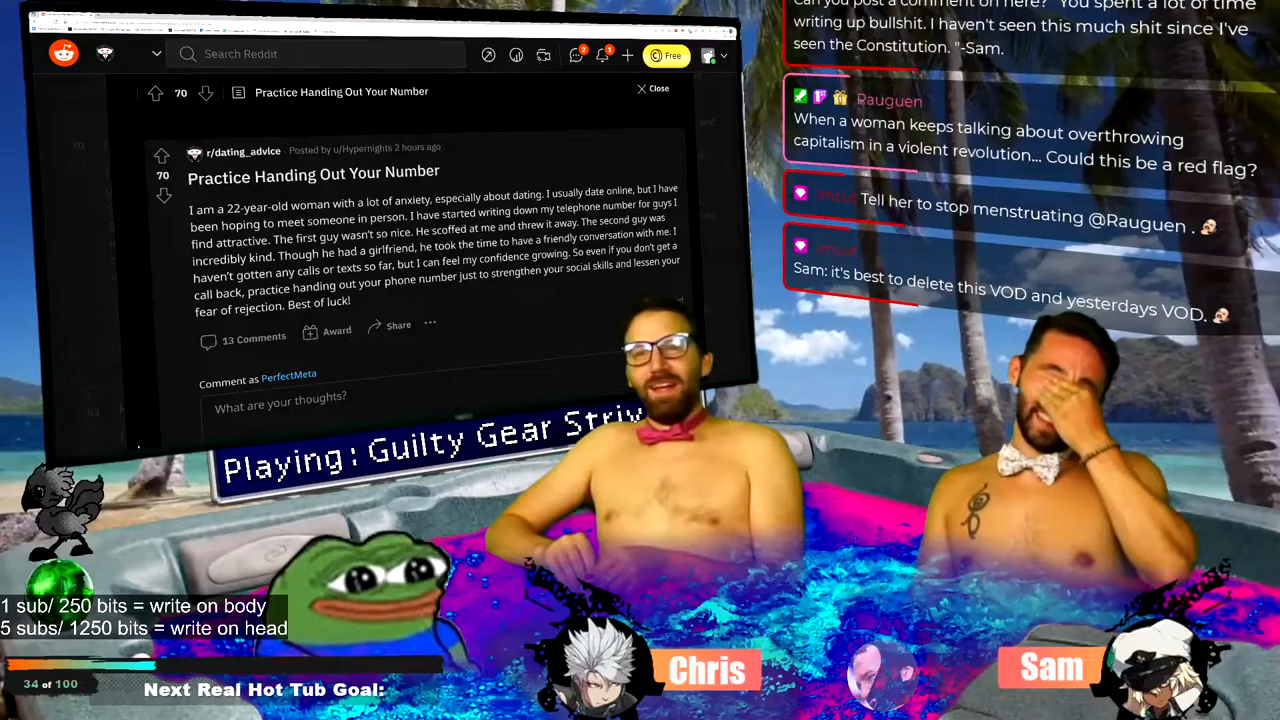 Search Reddit
2
1
Free
70
Practice Handing Out Your Number
Close
r/dating_advice · Posted by u/Hypernights 2 hours ago
70
Practice Handing Out Your Number
I am a 22-year-old woman with a lot of anxiety, especially about dating. I usually date online, but I have
been hoping to meet someone in person. I have started writing down my telephone number for guys I
find attractive. The first guy wasn't so nice. He scoffed at me and threw it away. The second guy was
incredibly kind. Though he had a girlfriend, he took the time to have a friendly conversation with me. I
haven't gotten any calls or texts so far, but I can feel my confidence growing. So even if you don't get a
call back, practice handing out your phone number just to strengthen your social skills and lessen your
fear of rejection. Best of luck!
13 Comments
Award
Share
Comment as PerfectMeta
What are your thoughts?
Playing: Guilty Gear Striv
Can you post a comment on here? "You spent a lot of time
writing up bullshit. I haven't seen this much shit since I've
seen the Constitution. "-Sam.
Rauguen
When a woman keeps talking about overthrowing
capitalism in a violent revolution... Could this be a red flag?
imcut Tell her to stop menstruating @Rauguen .
imcut
Sam: it's best to delete this VOD and yesterdays VOD.
1 sub/ 250 bits = write on body
5 subs/ 1250 bits = write on head
34 of 100
Next Real Hot Tub Goal:
Chris
Sam